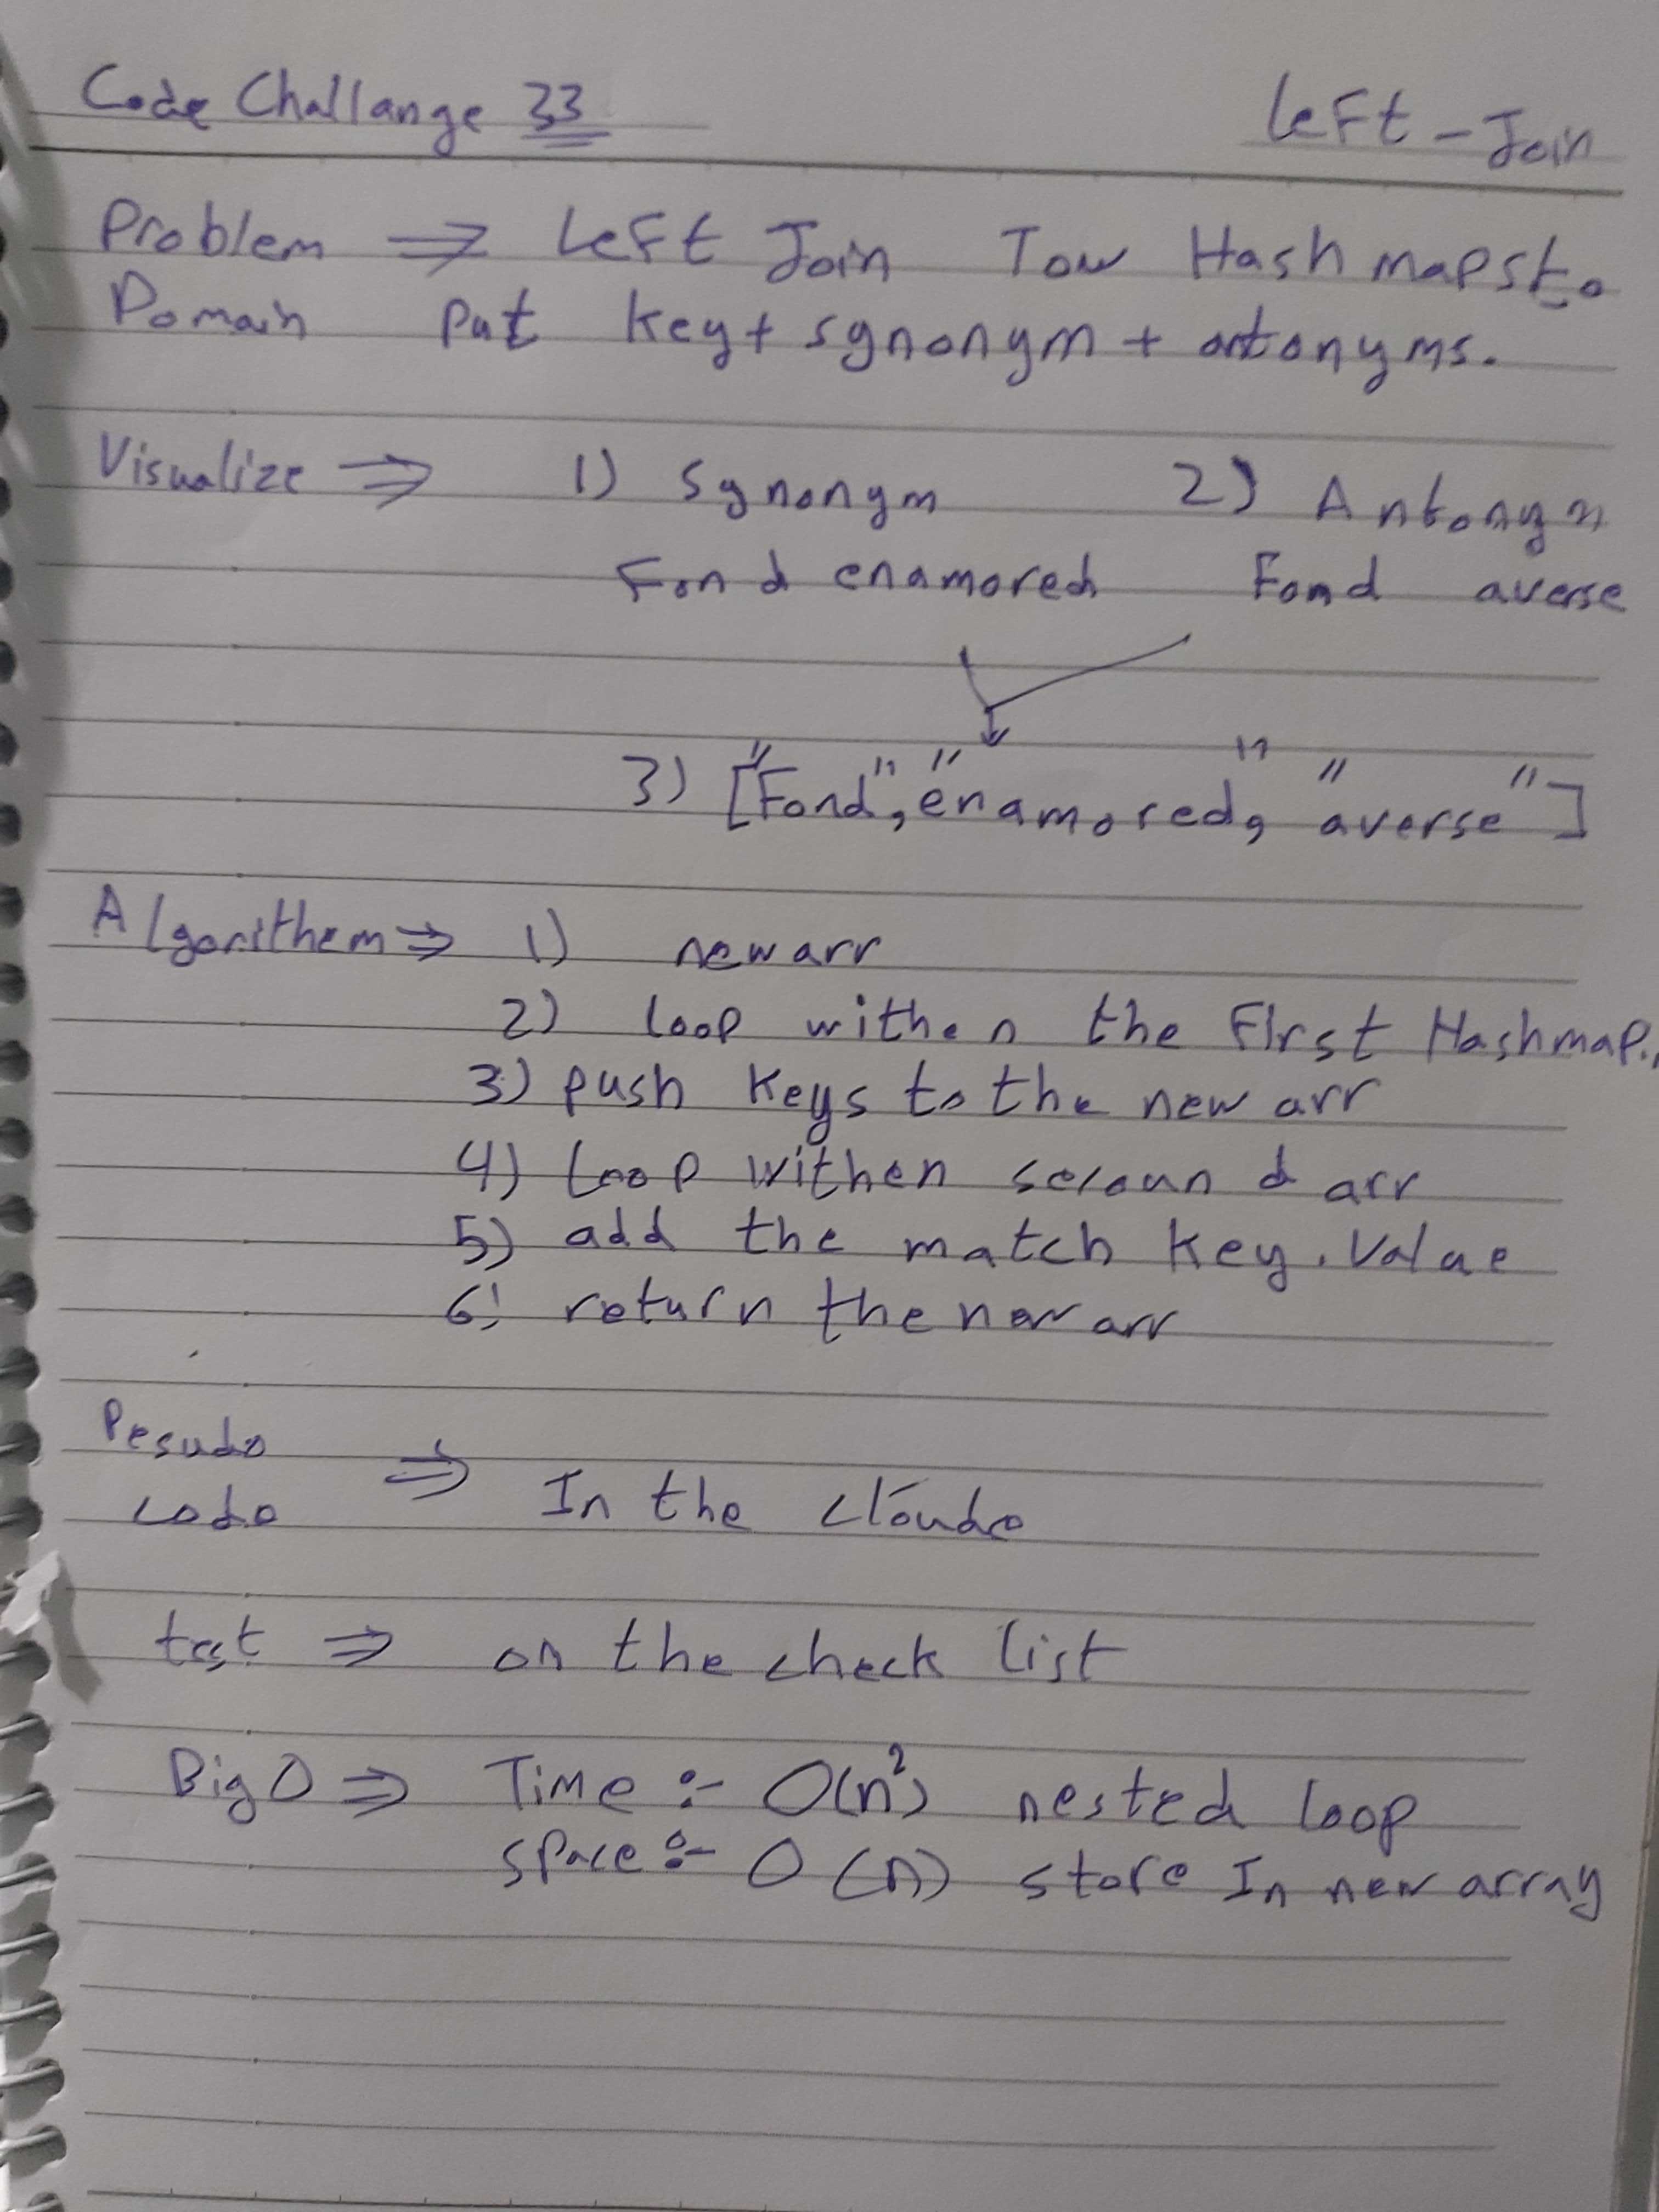 Code Challange 33 Left-Join
Problem ⇒ Left Join Tow Hash maps to
Domain put key + synonym + antonyms.
Visualize ⇒ 1) Synonym 2) Antonym
Fond enamored Fond averse
3) ["Fond", "enamored", "averse"]
Algorithem ⇒ 1) new arr
2) loop withen the First Hashmap.
3) push keys to the new arr
4) Loop withen secound arr
5) add the match key. Value
6) return the new arr
Pesudo
code ⇒ In the cloude
test ⇒ on the check list
Big O ⇒ Time :- O(n²) nested loop
space :- O(n) store In new array